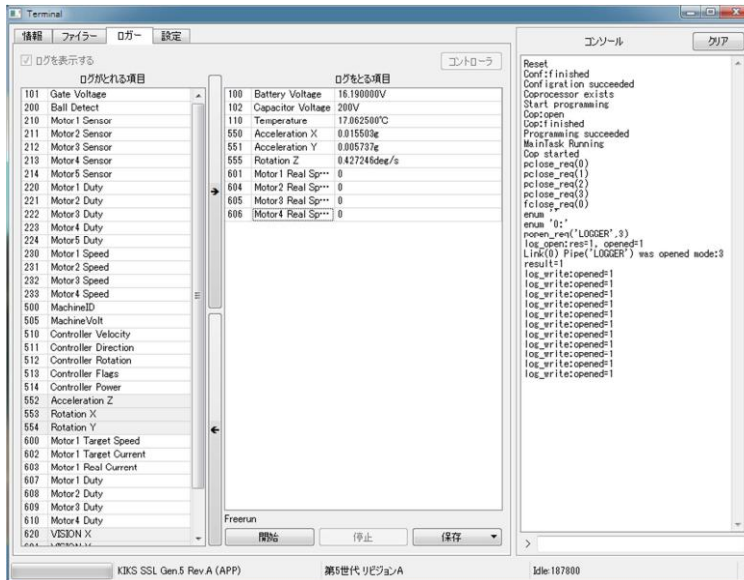 Terminal
情報 ファイラー ロガー 設定
ログを表示する
コントローラ
ログがとれる項目
101 Gate Voltage
200 Ball Detect
210 Motor1 Sensor
211 Motor2 Sensor
212 Motor3 Sensor
213 Motor4 Sensor
214 Motor5 Sensor
220 Motor1 Duty
221 Motor2 Duty
222 Motor3 Duty
223 Motor4 Duty
224 Motor5 Duty
230 Motor1 Speed
231 Motor2 Speed
232 Motor3 Speed
233 Motor4 Speed
500 MachineID
505 MachineVolt
510 Controller Velocity
511 Controller Direction
512 Controller Rotation
513 Controller Flags
514 Controller Power
552 Acceleration Z
553 Rotation X
554 Rotation Y
600 Motor1 Target Speed
602 Motor1 Target Current
603 Motor1 Real Current
607 Motor1 Duty
608 Motor2 Duty
609 Motor3 Duty
610 Motor4 Duty
620 VISION X
ログをとる項目
100 Battery Voltage 16.190000V
102 Capacitor Voltage 200V
110 Temperature 17.062500℃
550 Acceleration X 0.015503g
551 Acceleration Y 0.005737g
555 Rotation Z 0.427246deg/s
601 Motor1 Real Sp… 0
604 Motor2 Real Sp… 0
605 Motor3 Real Sp… 0
606 Motor4 Real Sp… 0
Freerun
開始 停止 保存
コンソール
クリア
Reset
Conf:finished
Configration succeeded
Coprocessor exists
Start programming
Cop:open
Cop:finished
Programming succeeded
MainTask Running
Cop started
pclose_req(0)
pclose_req(1)
pclose_req(2)
pclose_req(3)
fclose_req(0)
enum
enum '0:'
popen_req('LOGGER',3)
log_open:res=1, opened=1
Link(0) Pipe('LOGGER') was opened mode:3
result=1
log_write:opened=1
log_write:opened=1
log_write:opened=1
log_write:opened=1
log_write:opened=1
log_write:opened=1
log_write:opened=1
log_write:opened=1
log_write:opened=1
log_write:opened=1
log_write:opened=1
log_write:opened=1
>
KIKS SSL Gen.5 Rev.A (APP) 第5世代 リビジョンA Idle:187800